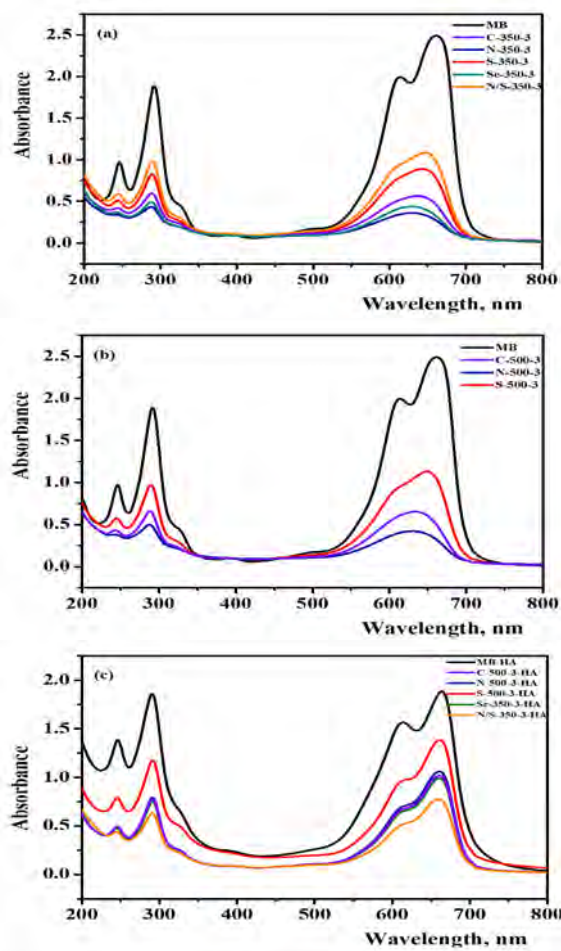 (a)
MB
C-350-3
N-350-3
S-350-3
Se-350-3
N/S-350-3
Absorbance
2.5
2.0
1.5
1.0
0.5
0.0
200 300 400 500 600 700 800
Wavelength, nm
(b)
MB
C-500-3
N-500-3
S-500-3
Absorbance
2.5
2.0
1.5
1.0
0.5
0.0
200 300 400 500 600 700 800
Wavelength, nm
(c)
MB-HA
C-500-3-HA
N-500-3-HA
S-500-3-HA
Se-350-3-HA
N/S-350-3-HA
Absorbance
2.0
1.5
1.0
0.5
0.0
200 300 400 500 600 700 800
Wavelength, nm